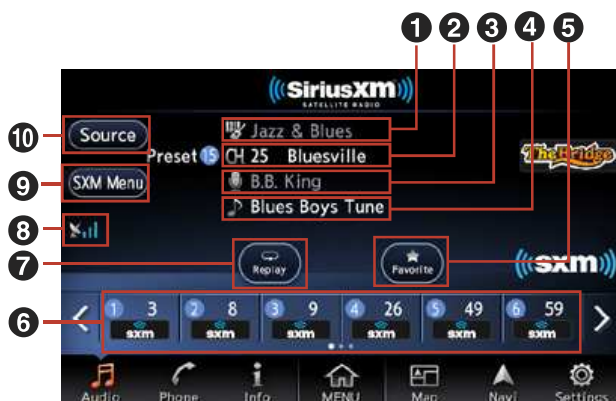 1 2 3 4 5
((SiriusXM))
SATELLITE RADIO
10 Source
Jazz & Blues
Preset 15 CH 25 Bluesville
The Bridge
9 SXM Menu
B.B. King
Blues Boys Tune
8
7 Replay
Favorite
((sxm))
6
1 3 2 8 3 9 4 26 5 49 6 59
sxm sxm sxm sxm sxm sxm
Audio Phone Info MENU Map Navi Settings